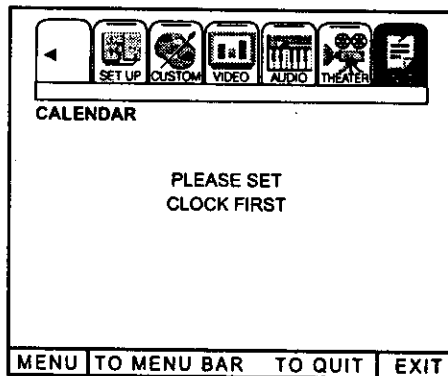 SET UP CUSTOM VIDEO AUDIO THEATER
CALENDAR
PLEASE SET
CLOCK FIRST
MENU TO MENU BAR TO QUIT EXIT